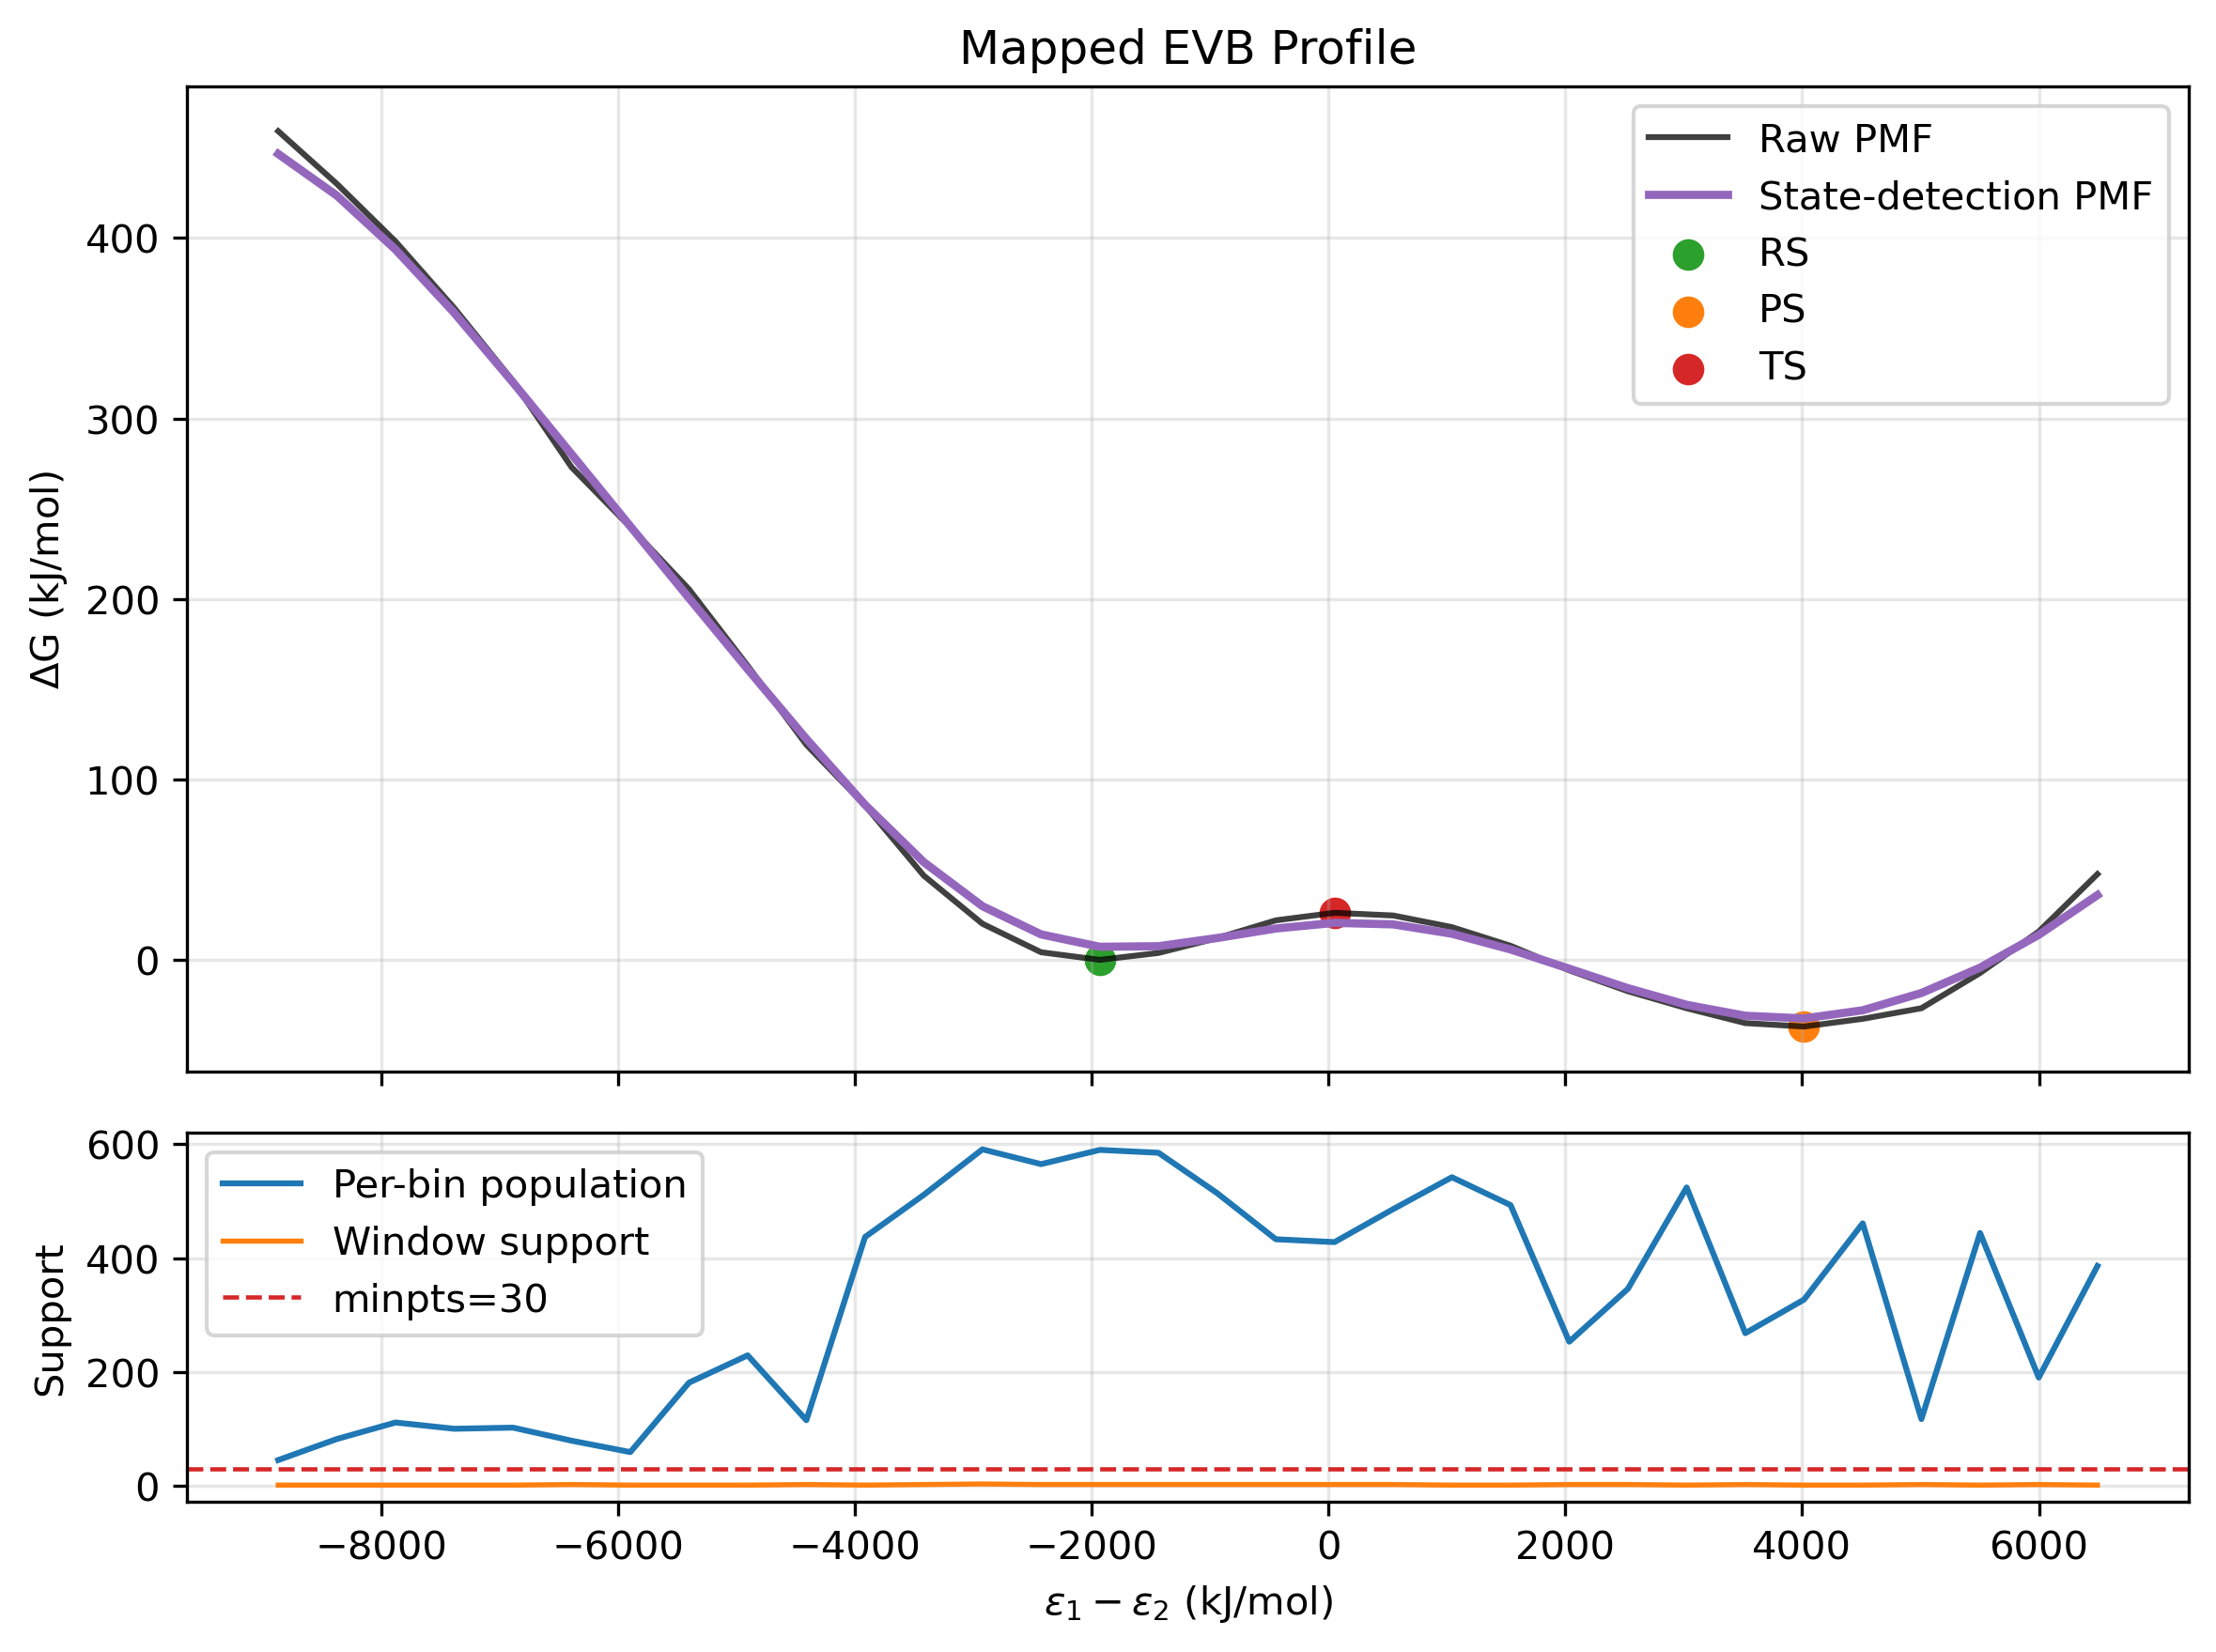 Mapped EVB Profile
Raw PMF
State-detection PMF
RS
PS
TS
ΔG (kJ/mol)
400
300
200
100
0
600
400
200
0
Support
Per-bin population
Window support
minpts=30
−8000 −6000 −4000 −2000 0 2000 4000 6000
ε₁ − ε₂ (kJ/mol)